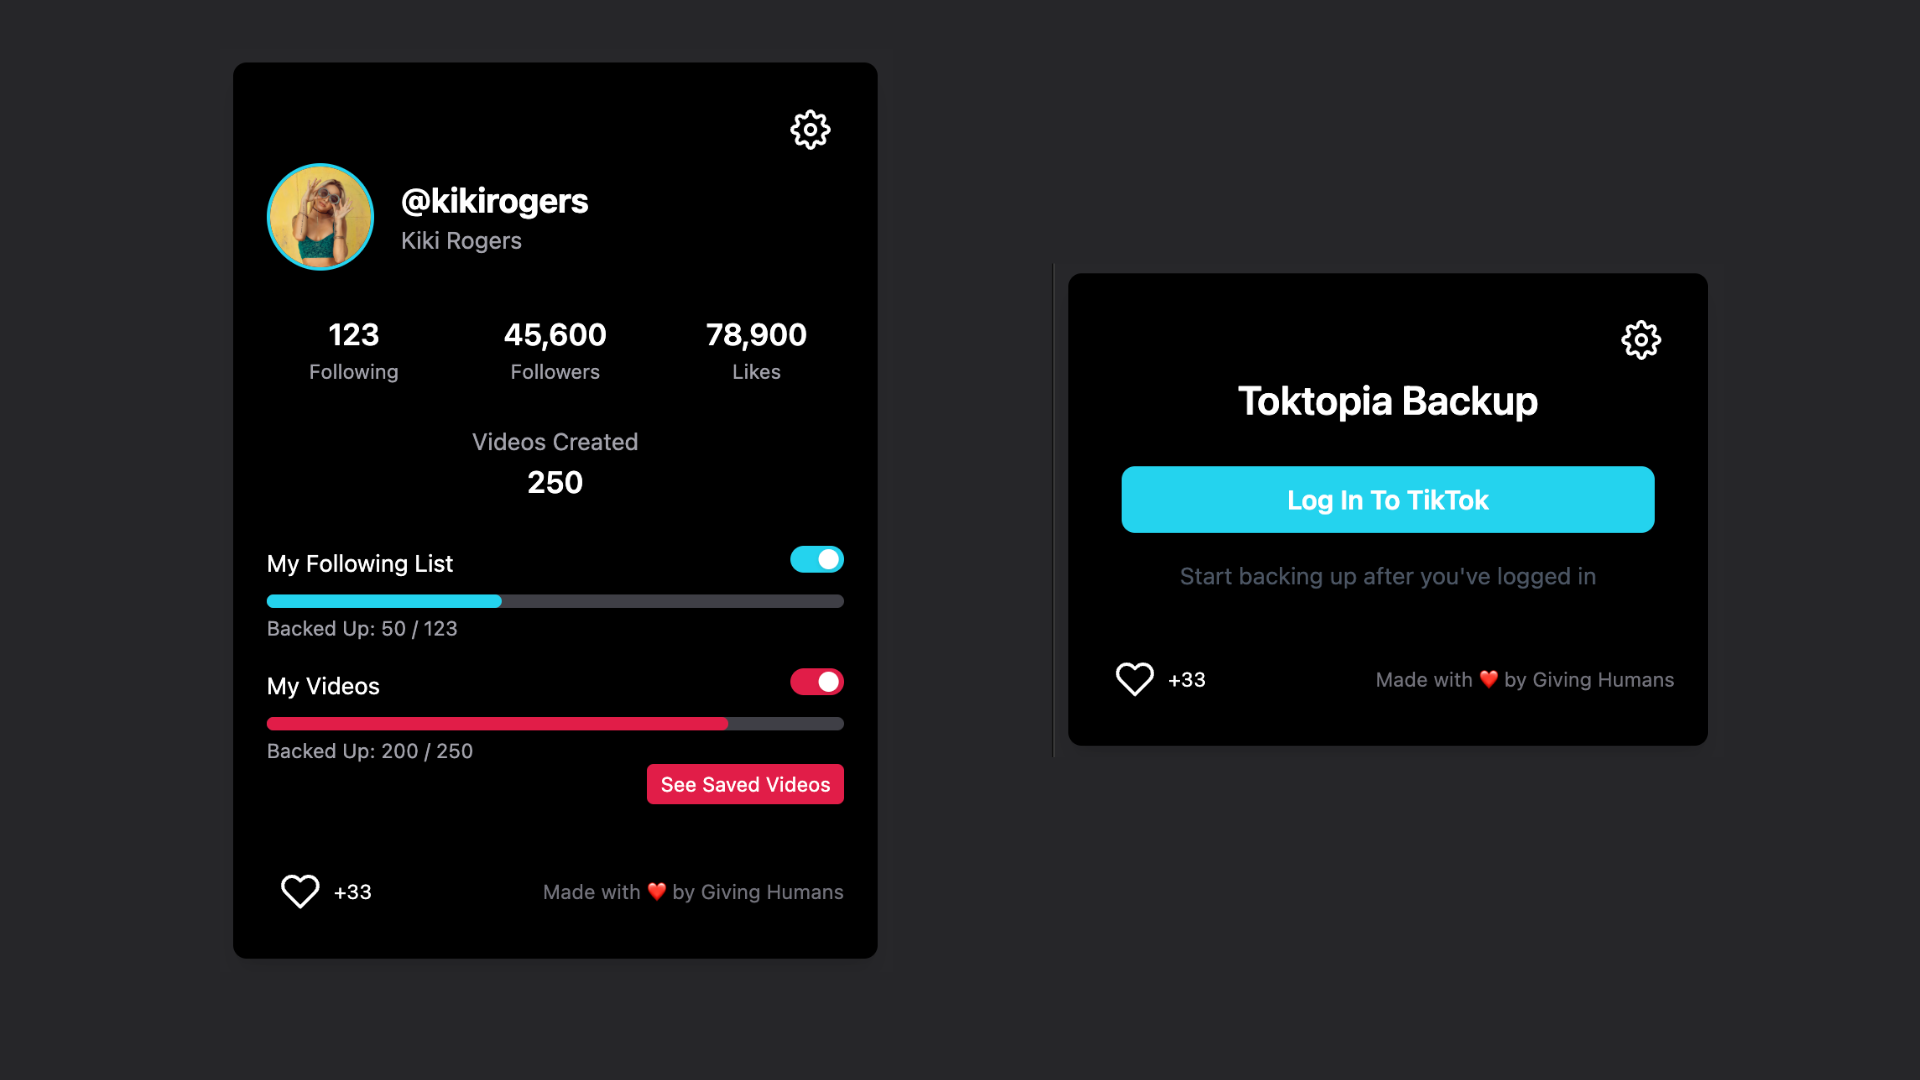 @kikirogers
Kiki Rogers
123
Following
45,600
Followers
78,900
Likes
Videos Created
250
My Following List
Backed Up: 50 / 123
My Videos
Backed Up: 200 / 250
See Saved Videos
+33
Made with ❤️ by Giving Humans
Toktopia Backup
Log In To TikTok
Start backing up after you've logged in
+33
Made with ❤️ by Giving Humans